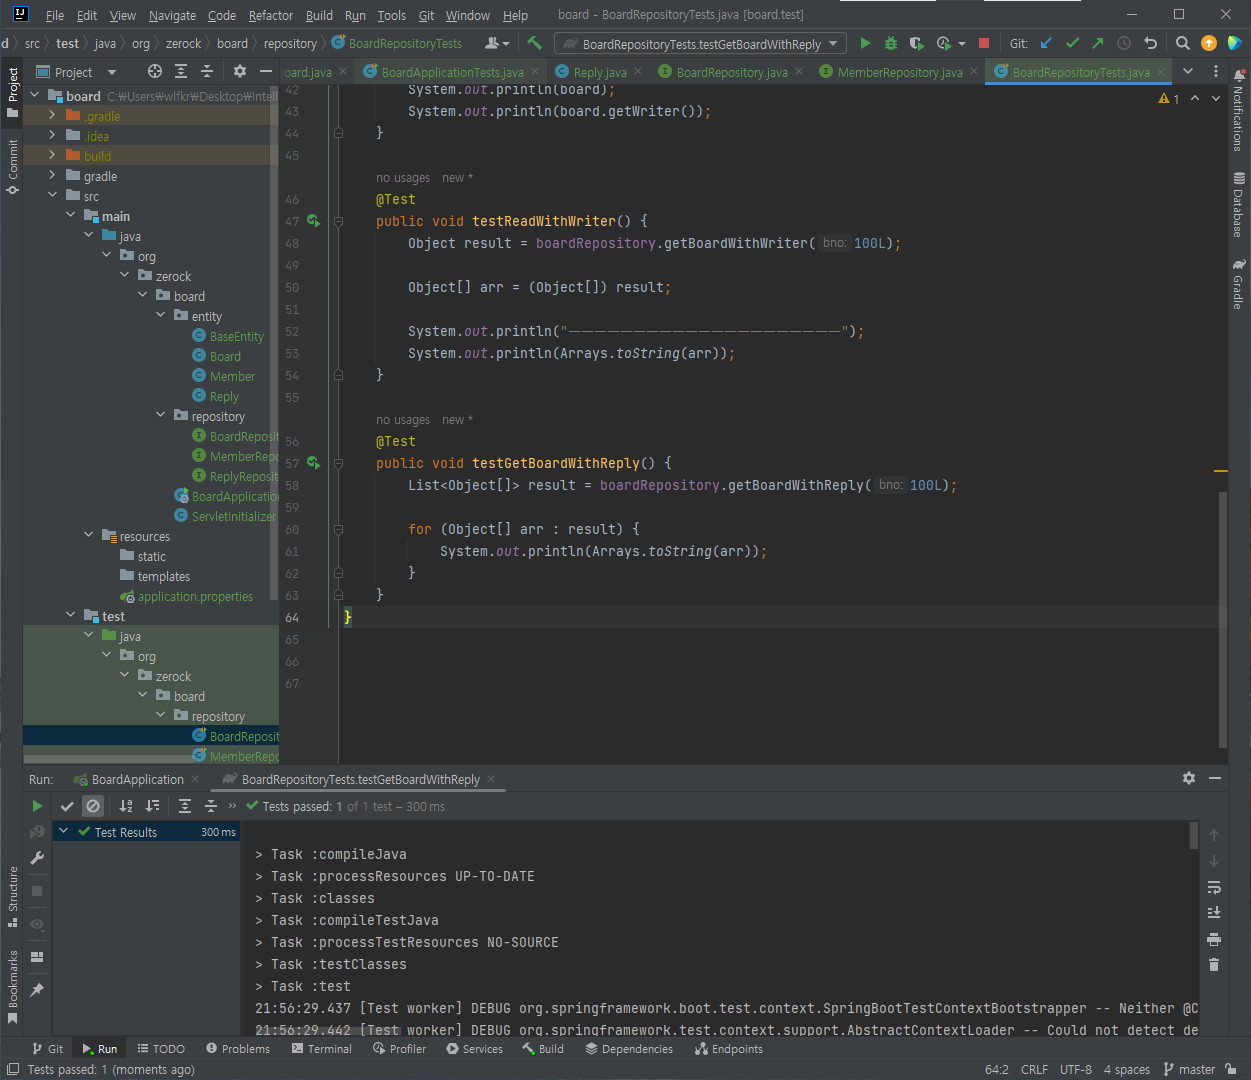 File Edit View Navigate Code Refactor Build Run Tools Git Window Help board - BoardRepositoryTests.java [board.test]
d src test java org zerock board repository BoardRepositoryTests BoardRepositoryTests.testGetBoardWithReply Git:
Project oard.java BoardApplicationTests.java Reply.java BoardRepository.java MemberRepository.java BoardRepositoryTests.java
Project
Commit
Structure
Bookmarks
Notifications
Database
Gradle
board C:₩Users₩wlfkr₩Desktop₩Intell
.gradle
.idea
build
gradle
src
main
java
org
zerock
board
entity
BaseEntity
Board
Member
Reply
repository
BoardReposit
MemberRepo
ReplyReposit
BoardApplication
ServletInitializer
resources
static
templates
application.properties
test
java
org
zerock
board
repository
BoardReposit
MemberRepo
1
42 System.out.println(board);
43 System.out.println(board.getWriter());
44 }
45
no usages new *
46 @Test
47 public void testReadWithWriter() {
48 Object result = boardRepository.getBoardWithWriter( bno: 100L);
49
50 Object[] arr = (Object[]) result;
51
52 System.out.println("—————————————————————");
53 System.out.println(Arrays.toString(arr));
54 }
55
no usages new *
56 @Test
57 public void testGetBoardWithReply() {
58 List<Object[]> result = boardRepository.getBoardWithReply( bno: 100L);
59
60 for (Object[] arr : result) {
61 System.out.println(Arrays.toString(arr));
62 }
63 }
64 }
65
66
67
Run: BoardApplication BoardRepositoryTests.testGetBoardWithReply
Tests passed: 1 of 1 test – 300 ms
Test Results 300 ms
> Task :compileJava
> Task :processResources UP-TO-DATE
> Task :classes
> Task :compileTestJava
> Task :processTestResources NO-SOURCE
> Task :testClasses
> Task :test
21:56:29.437 [Test worker] DEBUG org.springframework.boot.test.context.SpringBootTestContextBootstrapper -- Neither @C
21:56:29.442 [Test worker] DEBUG org.springframework.test.context.support.AbstractContextLoader -- Could not detect de
Git Run TODO Problems Terminal Profiler Services Build Dependencies Endpoints
Tests passed: 1 (moments ago) 64:2 CRLF UTF-8 4 spaces master